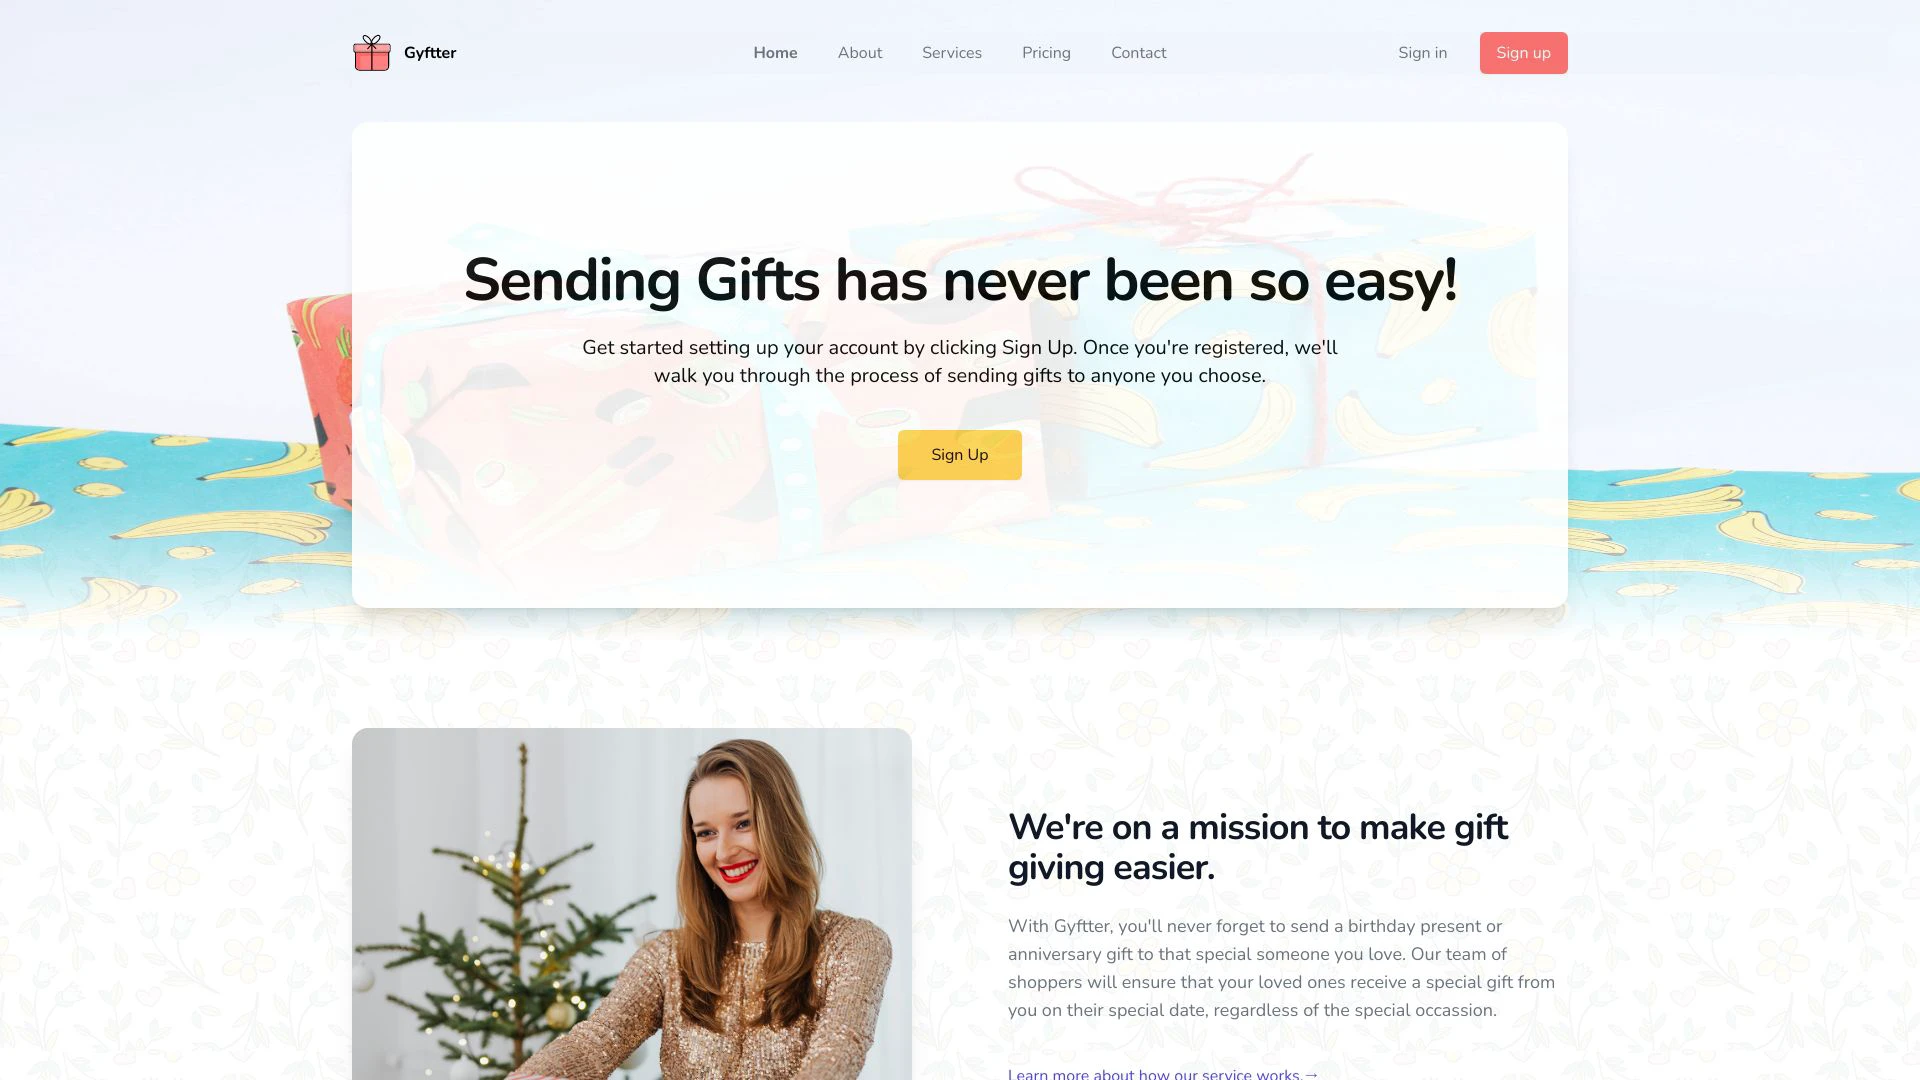 Gyftter
Home
About
Services
Pricing
Contact
Sign in
Sign up
Sending Gifts has never been so easy!
Get started setting up your account by clicking Sign Up. Once you're registered, we'll
walk you through the process of sending gifts to anyone you choose.
Sign Up
We're on a mission to make gift
giving easier.
With Gyftter, you'll never forget to send a birthday present or
anniversary gift to that special someone you love. Our team of
shoppers will ensure that your loved ones receive a special gift from
you on their special date, regardless of the special occassion.
Learn more about how our service works.→